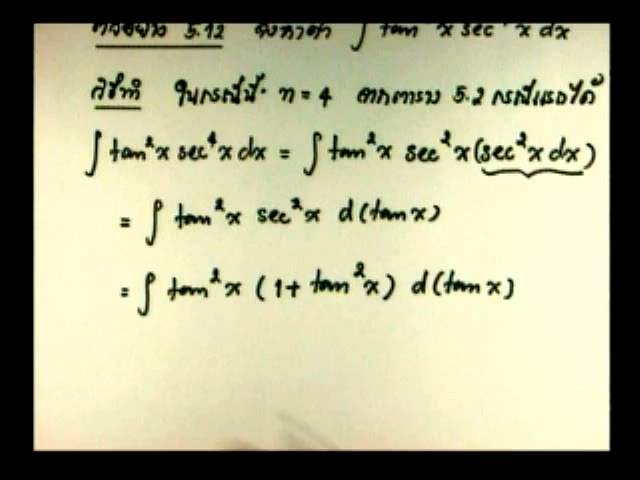 ตัวอย่าง 5.12 จงหาค่า ∫ tan²x sec⁴x dx
วิธีทำ ในกรณีนี้ n = 4 จากตาราง 5.2 กรณีแรกได้
∫ tan²x sec⁴x dx = ∫ tan²x sec²x (sec²x dx)
= ∫ tan²x sec²x d(tan x)
= ∫ tan²x (1 + tan²x) d(tan x)